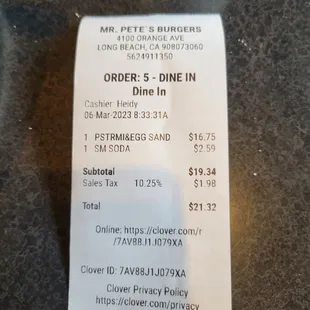 MR. PETE'S BURGERS
4100 ORANGE AVE
LONG BEACH, CA 908073060
5624911350
ORDER: 5 - DINE IN
Dine In
Cashier: Heidy
06-Mar-2023 8:33:31A
1 PSTRMI&EGG SAND $16.75
1 SM SODA $2.59
Subtotal $19.34
Sales Tax 10.25% $1.98
Total $21.32
Online: https://clover.com/r
/7AV88J1J079XA
Clover ID: 7AV88J1J079XA
Clover Privacy Policy
https://clover.com/privacy